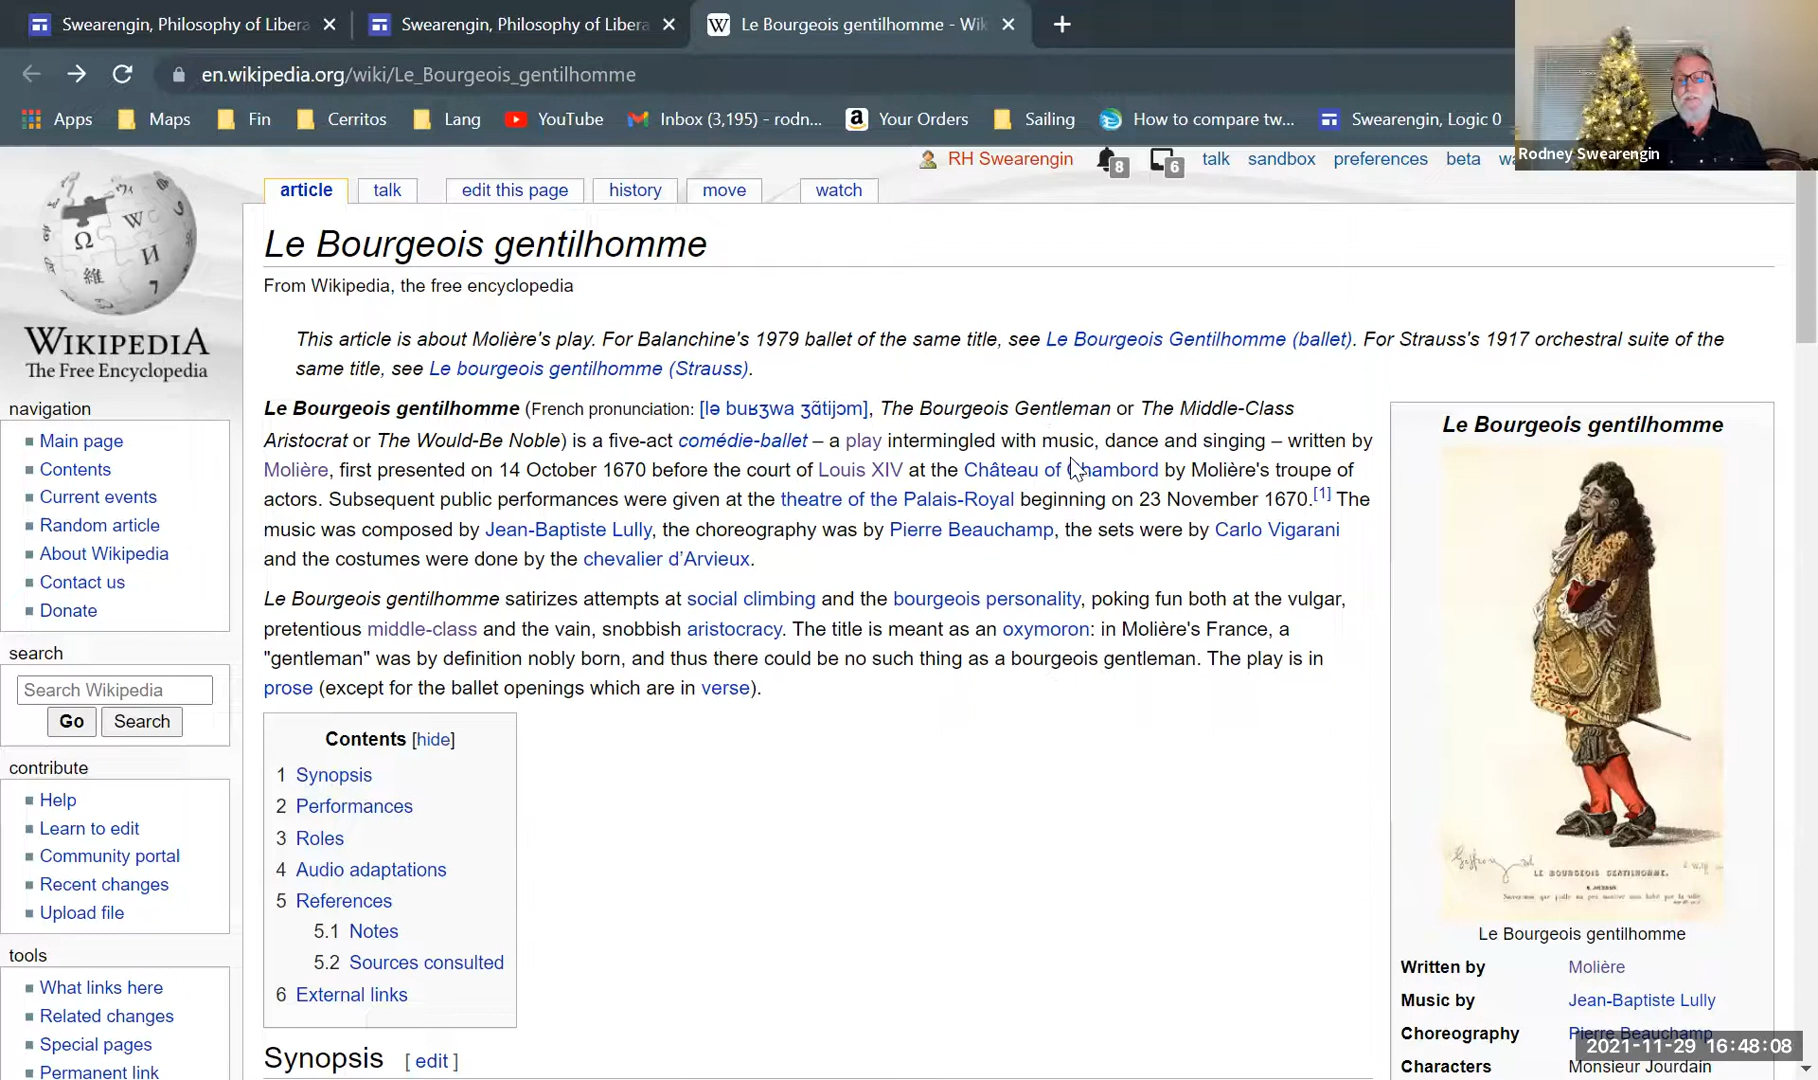 Swearengin, Philosophy of Libera
Swearengin, Philosophy of Libera
Le Bourgeois gentilhomme - Wik
en.wikipedia.org/wiki/Le_Bourgeois_gentilhomme
Apps Maps Fin Cerritos Lang YouTube Inbox (3,195) - rodn... Your Orders Sailing How to compare tw... Swearengin, Logic 0
Rodney Swearengin
RH Swearengin 8 6 talk sandbox preferences beta
article talk edit this page history move watch
Le Bourgeois gentilhomme
From Wikipedia, the free encyclopedia
This article is about Molière's play. For Balanchine's 1979 ballet of the same title, see Le Bourgeois Gentilhomme (ballet). For Strauss's 1917 orchestral suite of the
same title, see Le bourgeois gentilhomme (Strauss).
Le Bourgeois gentilhomme (French pronunciation: [lə buʁʒwa ʒɑ̃tijɔm], The Bourgeois Gentleman or The Middle-Class
Aristocrat or The Would-Be Noble) is a five-act comédie-ballet – a play intermingled with music, dance and singing – written by
Molière, first presented on 14 October 1670 before the court of Louis XIV at the Château of Chambord by Molière's troupe of
actors. Subsequent public performances were given at the theatre of the Palais-Royal beginning on 23 November 1670.[1] The
music was composed by Jean-Baptiste Lully, the choreography was by Pierre Beauchamp, the sets were by Carlo Vigarani
and the costumes were done by the chevalier d'Arvieux.
Le Bourgeois gentilhomme satirizes attempts at social climbing and the bourgeois personality, poking fun both at the vulgar,
pretentious middle-class and the vain, snobbish aristocracy. The title is meant as an oxymoron: in Molière's France, a
"gentleman" was by definition nobly born, and thus there could be no such thing as a bourgeois gentleman. The play is in
prose (except for the ballet openings which are in verse).
Contents [hide]
1 Synopsis
2 Performances
3 Roles
4 Audio adaptations
5 References
5.1 Notes
5.2 Sources consulted
6 External links
Synopsis [ edit ]
WIKIPEDIA
The Free Encyclopedia
navigation
Main page
Contents
Current events
Random article
About Wikipedia
Contact us
Donate
search
Search Wikipedia
Go Search
contribute
Help
Learn to edit
Community portal
Recent changes
Upload file
tools
What links here
Related changes
Special pages
Permanent link
Le Bourgeois gentilhomme
LE BOURGEOIS GENTILHOMME.
Le Bourgeois gentilhomme
Written by Molière
Music by Jean-Baptiste Lully
Choreography Pierre Beauchamp
Characters Monsieur Jourdain
2021-11-29 16:48:08